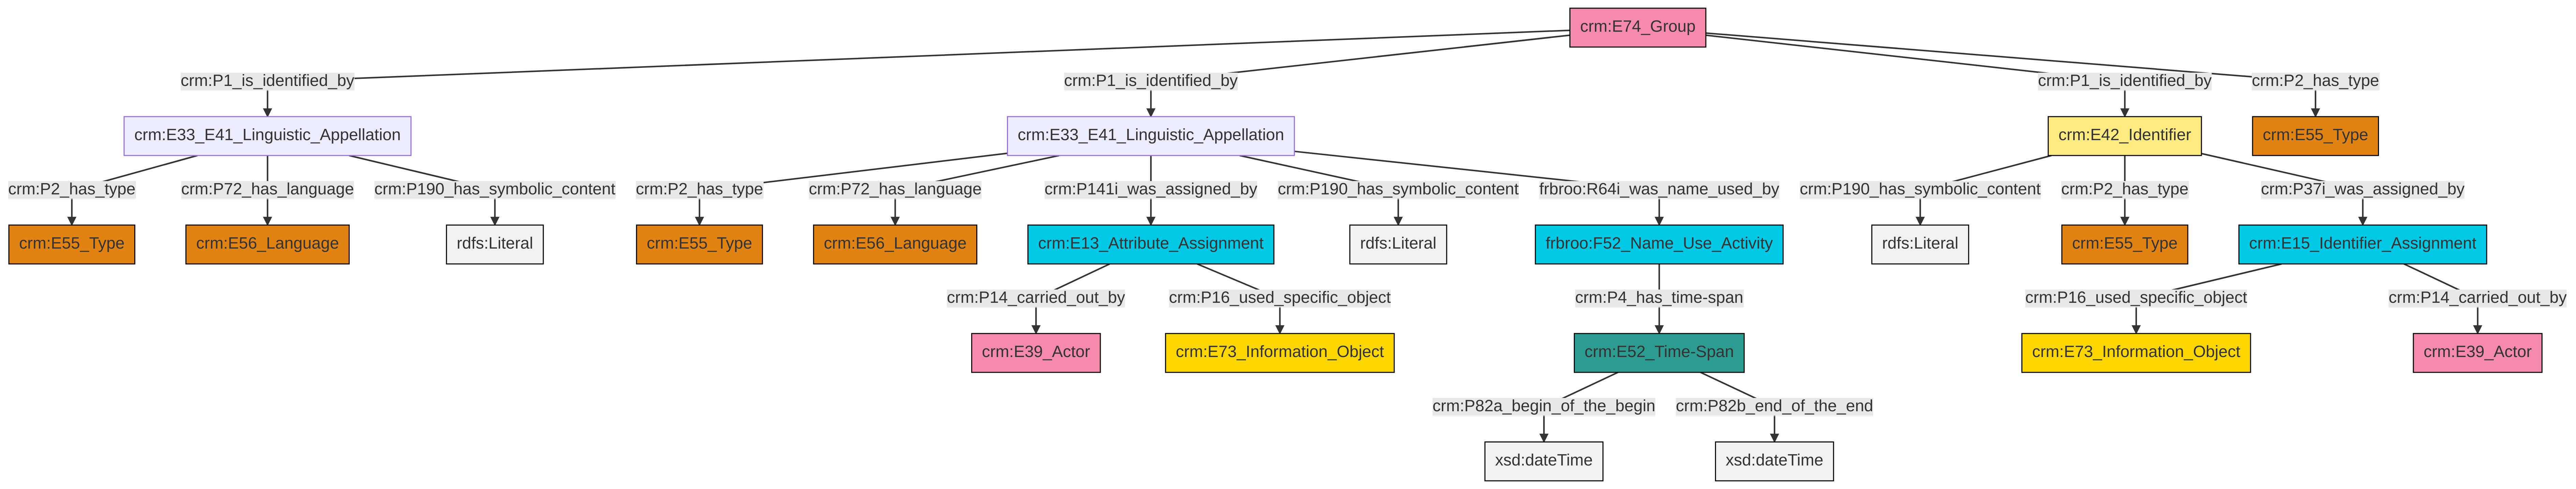 crm:E74_Group
crm:P1_is_identified_by
crm:P1_is_identified_by
crm:P1_is_identified_by
crm:P2_has_type
crm:E33_E41_Linguistic_Appellation
crm:E33_E41_Linguistic_Appellation
crm:E42_Identifier
crm:E55_Type
crm:P2_has_type
crm:P72_has_language
crm:P190_has_symbolic_content
crm:P2_has_type
crm:P72_has_language
crm:P141i_was_assigned_by
crm:P190_has_symbolic_content
frbroo:R64i_was_name_used_by
crm:P190_has_symbolic_content
crm:P2_has_type
crm:P37i_was_assigned_by
crm:E55_Type
crm:E56_Language
rdfs:Literal
crm:E55_Type
crm:E56_Language
crm:E13_Attribute_Assignment
rdfs:Literal
frbroo:F52_Name_Use_Activity
rdfs:Literal
crm:E55_Type
crm:E15_Identifier_Assignment
crm:P14_carried_out_by
crm:P16_used_specific_object
crm:P4_has_time-span
crm:P16_used_specific_object
crm:P14_carried_out_by
crm:E39_Actor
crm:E73_Information_Object
crm:E52_Time-Span
crm:E73_Information_Object
crm:E39_Actor
crm:P82a_begin_of_the_begin
crm:P82b_end_of_the_end
xsd:dateTime
xsd:dateTime